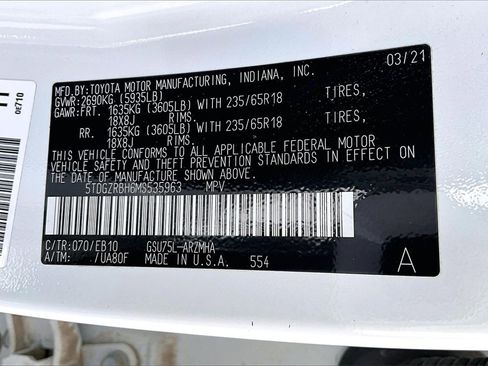 MFD.BY:TOYOTA MOTOR MANUFACTURING, INDIANA, INC. 03/21
GVWR: 2690KG (5935LB)
GAWR:FRT. 1635KG (3605LB) WITH 235/65R18 TIRES,
18X8J RIMS.
RR. 1635KG (3605LB) WITH 235/65R18 TIRES,
18X8J RIMS.
THIS VEHICLE CONFORMS TO ALL APPLICABLE FEDERAL MOTOR
VEHICLE SAFETY AND THEFT PREVENTION STANDARDS IN EFFECT
ON THE DATE OF MANUFACTURE SHOWN ABOVE.
5TDGZRBH6MS535963 MPV
C/TR:070/EB10 GSU75L-ARZMHA
A/TM: /UA80F MADE IN U.S.A. 554 A
0E710